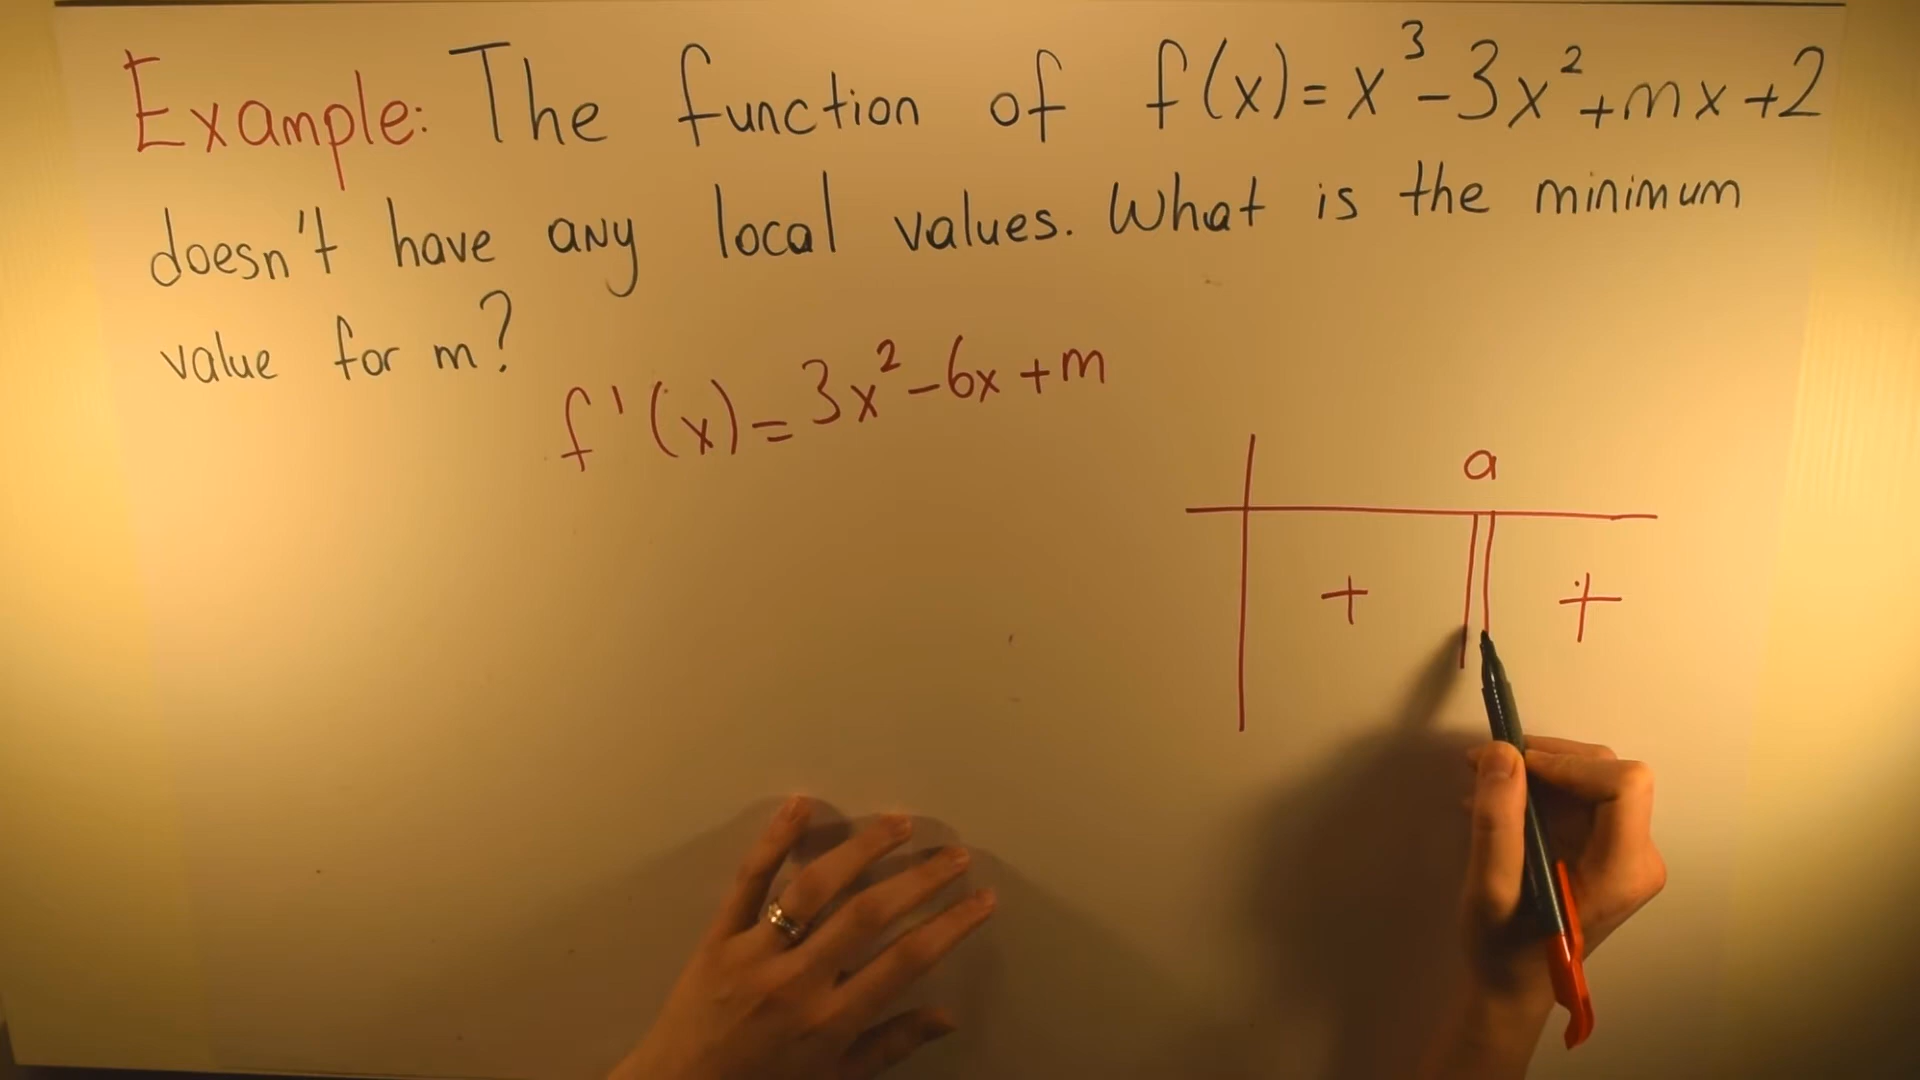 Example: The function of f(x)=x³-3x²+mx+2
doesn't have any local values. What is the minimum
value for m?
f'(x)=3x²-6x+m
a
+ +